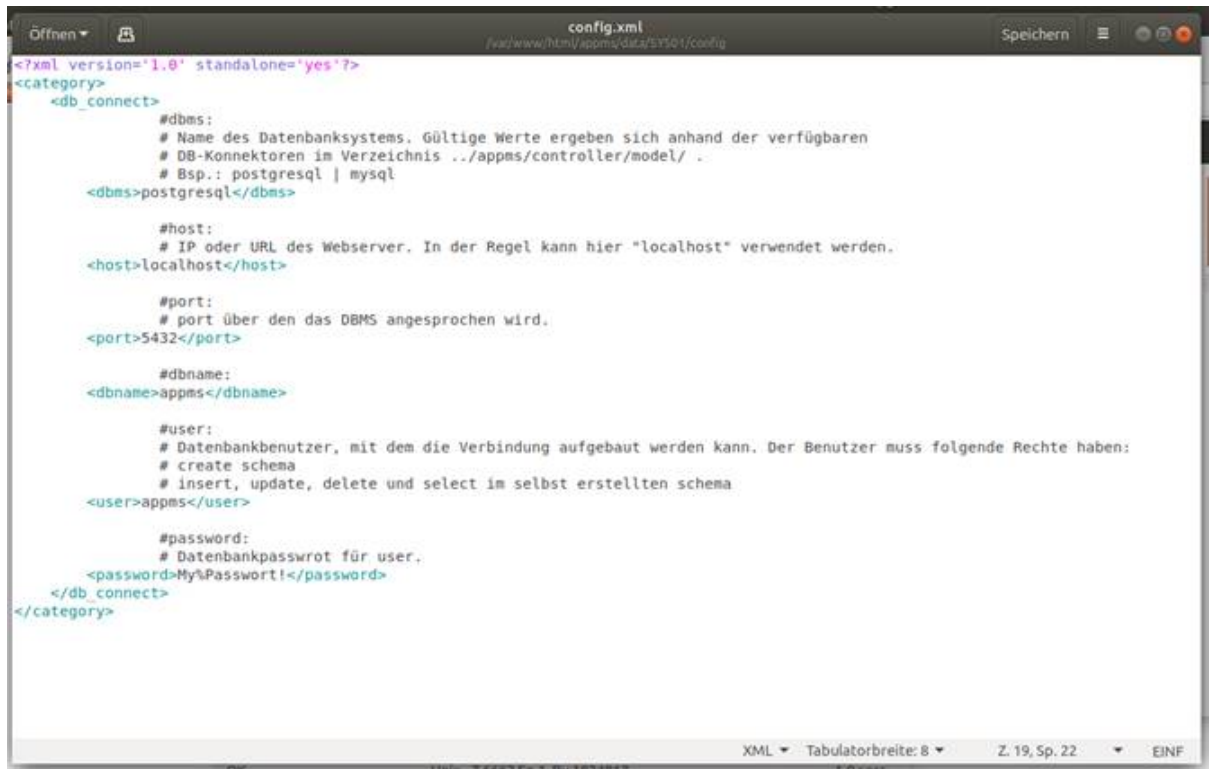 Öffnen
config.xml
/var/www/html/appms/data/SYS01/config
Speichern
<?xml version='1.0' standalone='yes'?>
<category>
<db_connect>
#dbms:
# Name des Datenbanksystems. Gültige Werte ergeben sich anhand der verfügbaren
# DB-Konnektoren im Verzeichnis ../appms/controller/model/ .
# Bsp.: postgresql | mysql
<dbms>postgresql</dbms>
#host:
# IP oder URL des Webserver. In der Regel kann hier "localhost" verwendet werden.
<host>localhost</host>
#port:
# port über den das DBMS angesprochen wird.
<port>5432</port>
#dbname:
<dbname>appms</dbname>
#user:
# Datenbankbenutzer, mit dem die Verbindung aufgebaut werden kann. Der Benutzer muss folgende Rechte haben:
# create schema
# insert, update, delete und select im selbst erstellten schema
<user>appms</user>
#password:
# Datenbankpasswrot für user.
<password>My%Passwort!</password>
</db_connect>
</category>
XML Tabulatorbreite: 8 Z. 19, Sp. 22 EINF